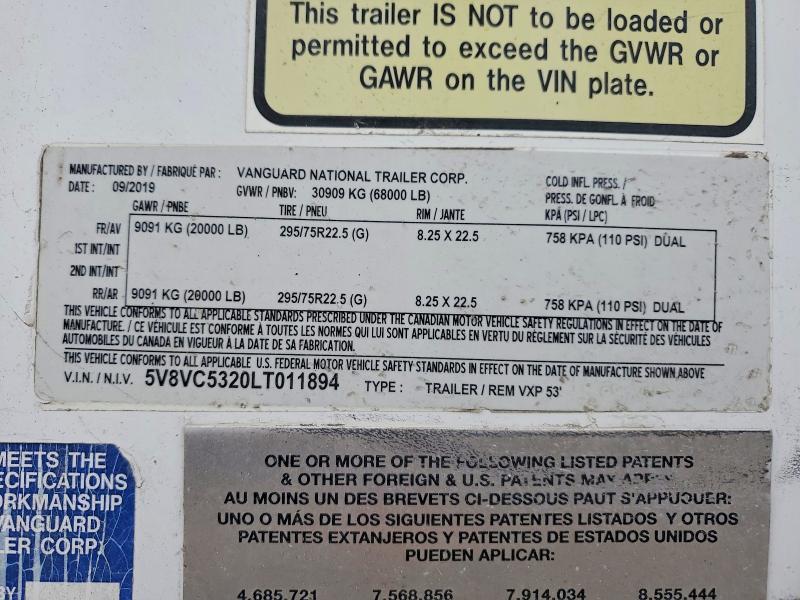 This trailer IS NOT to be loaded or
permitted to exceed the GVWR or
GAWR on the VIN plate.
MANUFACTURED BY / FABRIQUÉ PAR : VANGUARD NATIONAL TRAILER CORP.
DATE : 09/2019 GVWR / PNBV: 30909 KG (68000 LB)
COLD INFL. PRESS. /
PRESS. DE GONFL. À FROID
GAWR / PNBE TIRE / PNEU RIM / JANTE KPÄ (PSI / LPC)
FR/AV 9091 KG (20000 LB) 295/75R22.5 (G) 8.25 X 22.5 758 KPA (110 PSI) DUAL
1ST INT/INT
2ND INT/INT
RR/AR 9091 KG (20000 LB) 295/75R22.5 (G) 8.25 X 22.5 758 KPA (110 PSI) DUAL
THIS VEHICLE CONFORMS TO ALL APPLICABLE STANDARDS PRESCRIBED UNDER THE CANADIAN MOTOR VEHICLE SAFETY REGULATIONS IN EFFECT ON THE DATE OF
MANUFACTURE. / CE VÉHICULE EST CONFORME À TOUTES LES NORMES QUI LUI SONT APPLICABLES EN VERTU DU RÈGLEMENT SUR LA SÉCURITÉ DES VÉHICULES
AUTOMOBILES DU CANADA EN VIGUEUR À LA DATE DE SA FABRICATION.
THIS VEHICLE CONFORMS TO ALL APPLICABLE U.S. FEDERAL MOTOR VEHICLE SAFETY STANDARDS IN EFFECT ON THE DATE OF MANUFACTURE SHOWN ABOVE
V.I.N. / N.I.V. 5V8VC5320LT011894 TYPE : TRAILER / REM VXP 53'
MEETS THE
ECIFICATIONS
ORKMANSHIP
VANGUARD
LER CORP.
BY
ONE OR MORE OF THE FOLLOWING LISTED PATENTS
& OTHER FOREIGN & U.S. PATENTS MAY APPLY:
AU MOINS UN DES BREVETS CI-DESSOUS PAUT S'APPUQUER:
UNO O MÁS DE LOS SIGUIENTES PATENTES LISTADOS Y OTROS
PATENTES EXTANJEROS Y PATENTES DE ESTADOS UNIDOS
PUEDEN APLICAR:
4,685,721 7,568,856 7,914,034 8,555,444